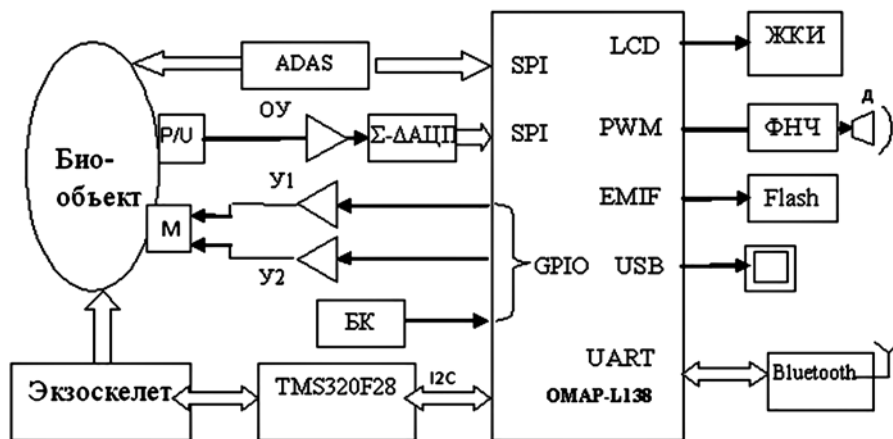 ADAS
SPI
LCD
ЖКИ
ОУ
P/U
Σ-ΔАЦП
SPI
PWM
ФНЧ
Д
Био-
объект
У1
EMIF
Flash
М
У2
GPIO
USB
БК
UART
Экзоскелет
TMS320F28
I2C
OMAP-L138
Bluetooth